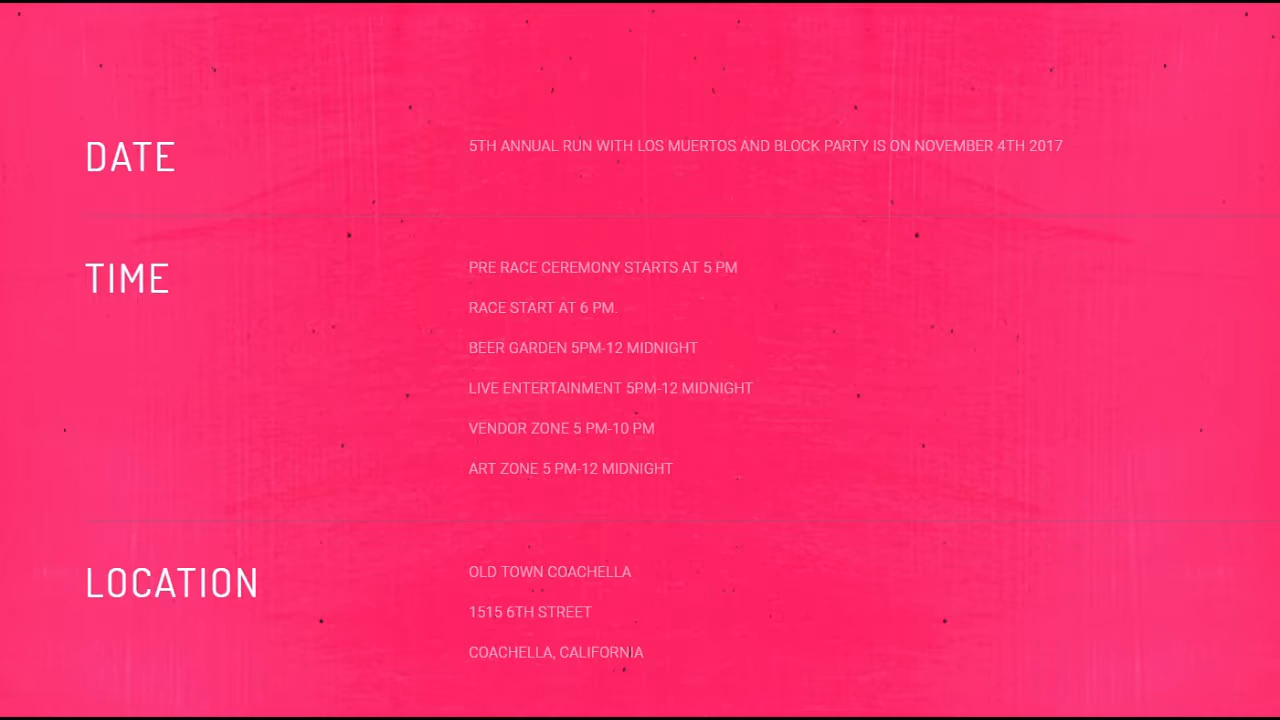 DATE
5TH ANNUAL RUN WITH LOS MUERTOS AND BLOCK PARTY IS ON NOVEMBER 4TH 2017
TIME
PRE RACE CEREMONY STARTS AT 5 PM
RACE START AT 6 PM.
BEER GARDEN 5PM-12 MIDNIGHT
LIVE ENTERTAINMENT 5PM-12 MIDNIGHT
VENDOR ZONE 5 PM-10 PM
ART ZONE 5 PM-12 MIDNIGHT
LOCATION
OLD TOWN COACHELLA
1515 6TH STREET
COACHELLA, CALIFORNIA